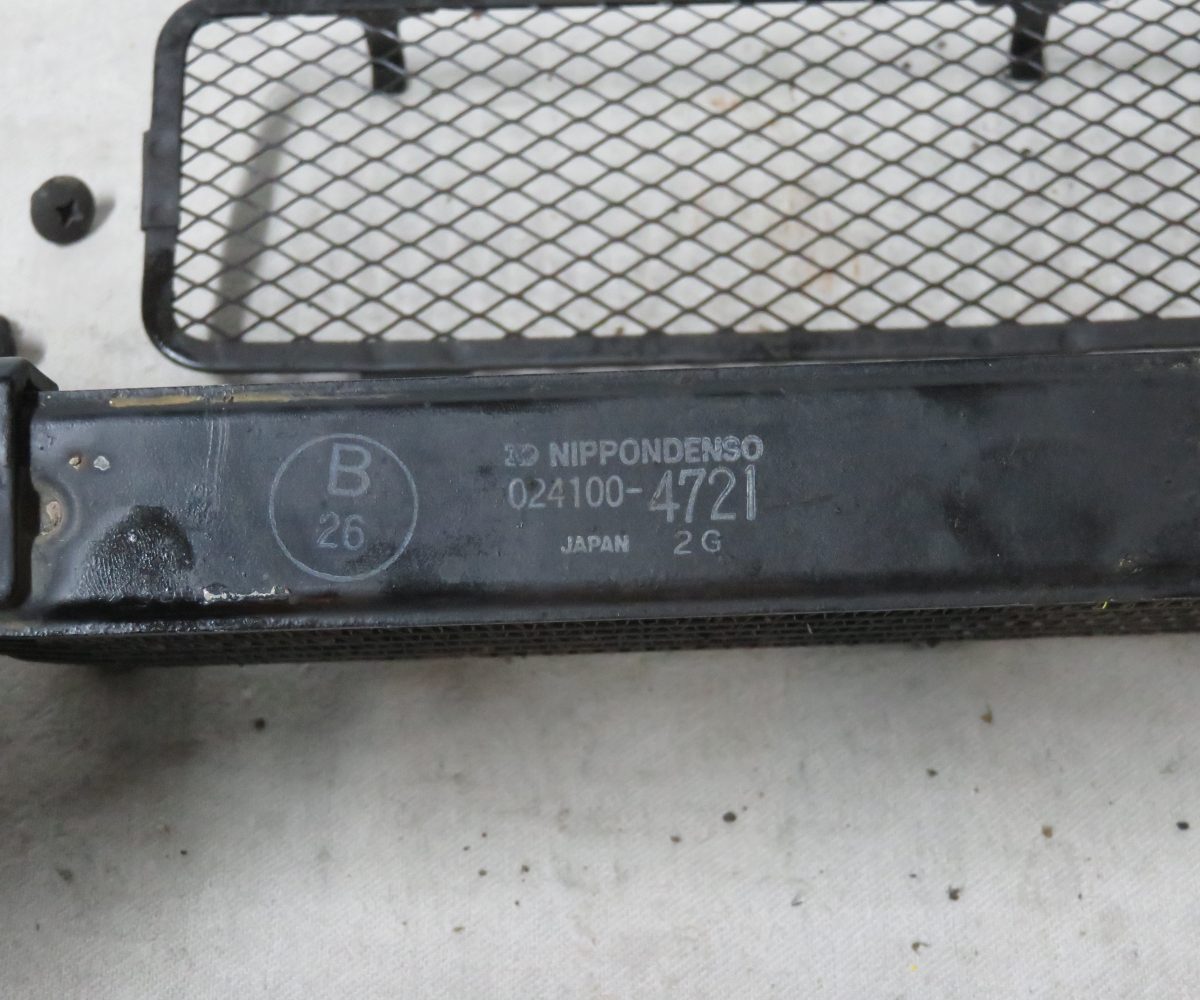 B
26
NIPPONDENSO
024100-4721
JAPAN 2G